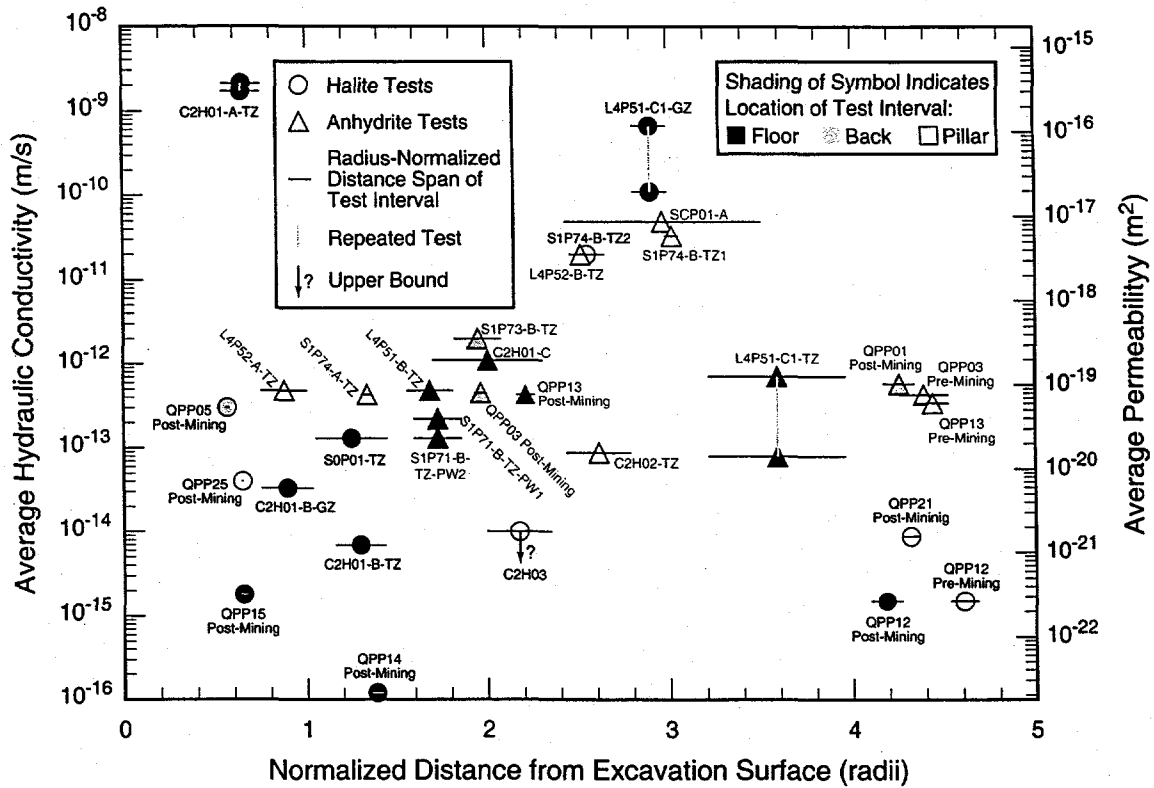 10-8
10-9
10-10
10-11
10-12
10-13
10-14
10-15
10-16
Average Hydraulic Conductivity (m/s)
Halite Tests
Anhydrite Tests
Radius-Normalized
Distance Span of
Test Interval
Repeated Test
? Upper Bound
Shading of Symbol Indicates
Location of Test Interval:
Floor Back Pillar
C2H01-A-TZ
L4P51-C1-GZ
SCP01-A
S1P74-B-TZ2
S1P74-B-TZ1
L4P52-B-TZ
L4P52-A-TZ
S1P74-A-TZ
L4P51-B-TZ
S1P73-B-TZ
C2H01-C
QPP13
Post-Mining
L4P51-C1-TZ
QPP01
Post-Mining
QPP03
Pre-Mining
QPP13
Pre-Mining
QPP05
Post-Mining
S0P01-TZ
S1P71-B-
TZ-PW2
S1P71-B-TZ-PW1
QPP03 Post-Mining
C2H02-TZ
QPP25
Post-Mining
C2H01-B-GZ
C2H01-B-TZ
?
C2H03
QPP21
Post-Mininig
QPP12
Pre-Mining
QPP15
Post-Mining
QPP12
Post-Mining
QPP14
Post-Mining
10-15
10-16
10-17
10-18
10-19
10-20
10-21
10-22
Average Permeabilityy (m2)
0 1 2 3 4 5
Normalized Distance from Excavation Surface (radii)